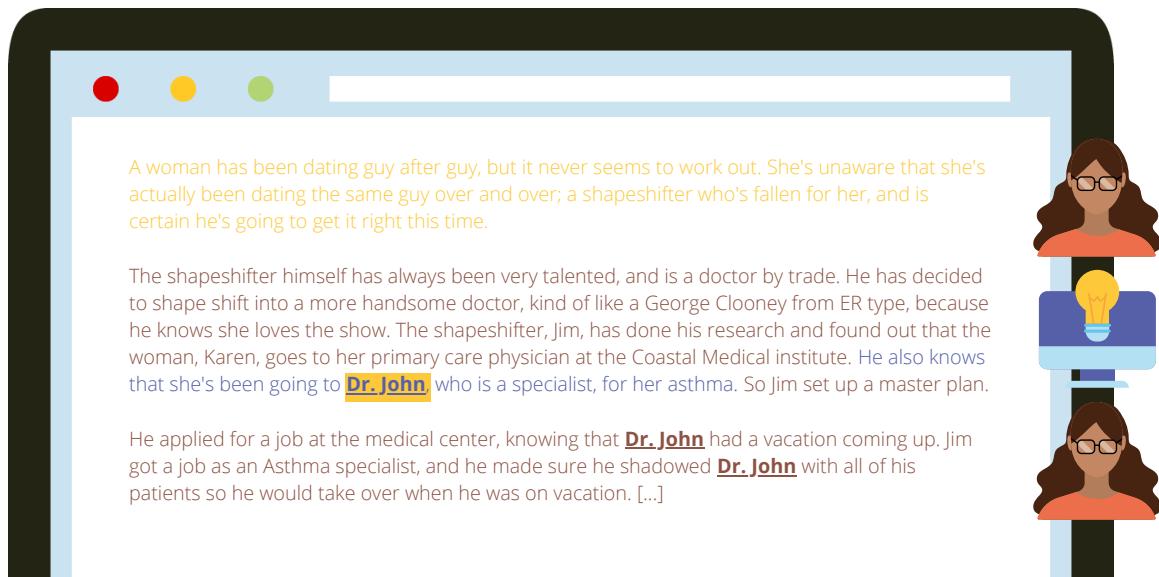 A woman has been dating guy after guy, but it never seems to work out. She's unaware that she's
actually been dating the same guy over and over; a shapeshifter who's fallen for her, and is
certain he's going to get it right this time.
The shapeshifter himself has always been very talented, and is a doctor by trade. He has decided
to shape shift into a more handsome doctor, kind of like a George Clooney from ER type, because
he knows she loves the show. The shapeshifter, Jim, has done his research and found out that the
woman, Karen, goes to her primary care physician at the Coastal Medical institute. He also knows
that she's been going to Dr. John, who is a specialist, for her asthma. So Jim set up a master plan.
He applied for a job at the medical center, knowing that Dr. John had a vacation coming up. Jim
got a job as an Asthma specialist, and he made sure he shadowed Dr. John with all of his
patients so he would take over when he was on vacation. [...]